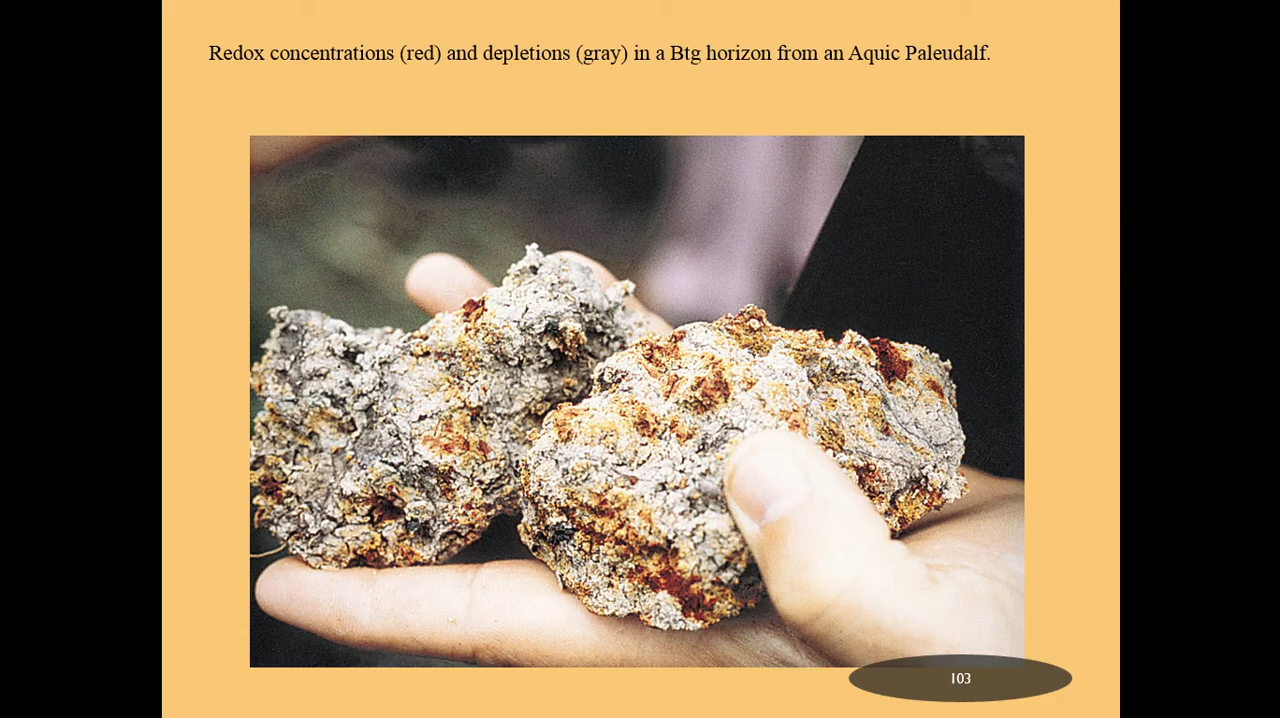 Redox concentrations (red) and depletions (gray) in a Btg horizon from an Aquic Paleudalf.
103